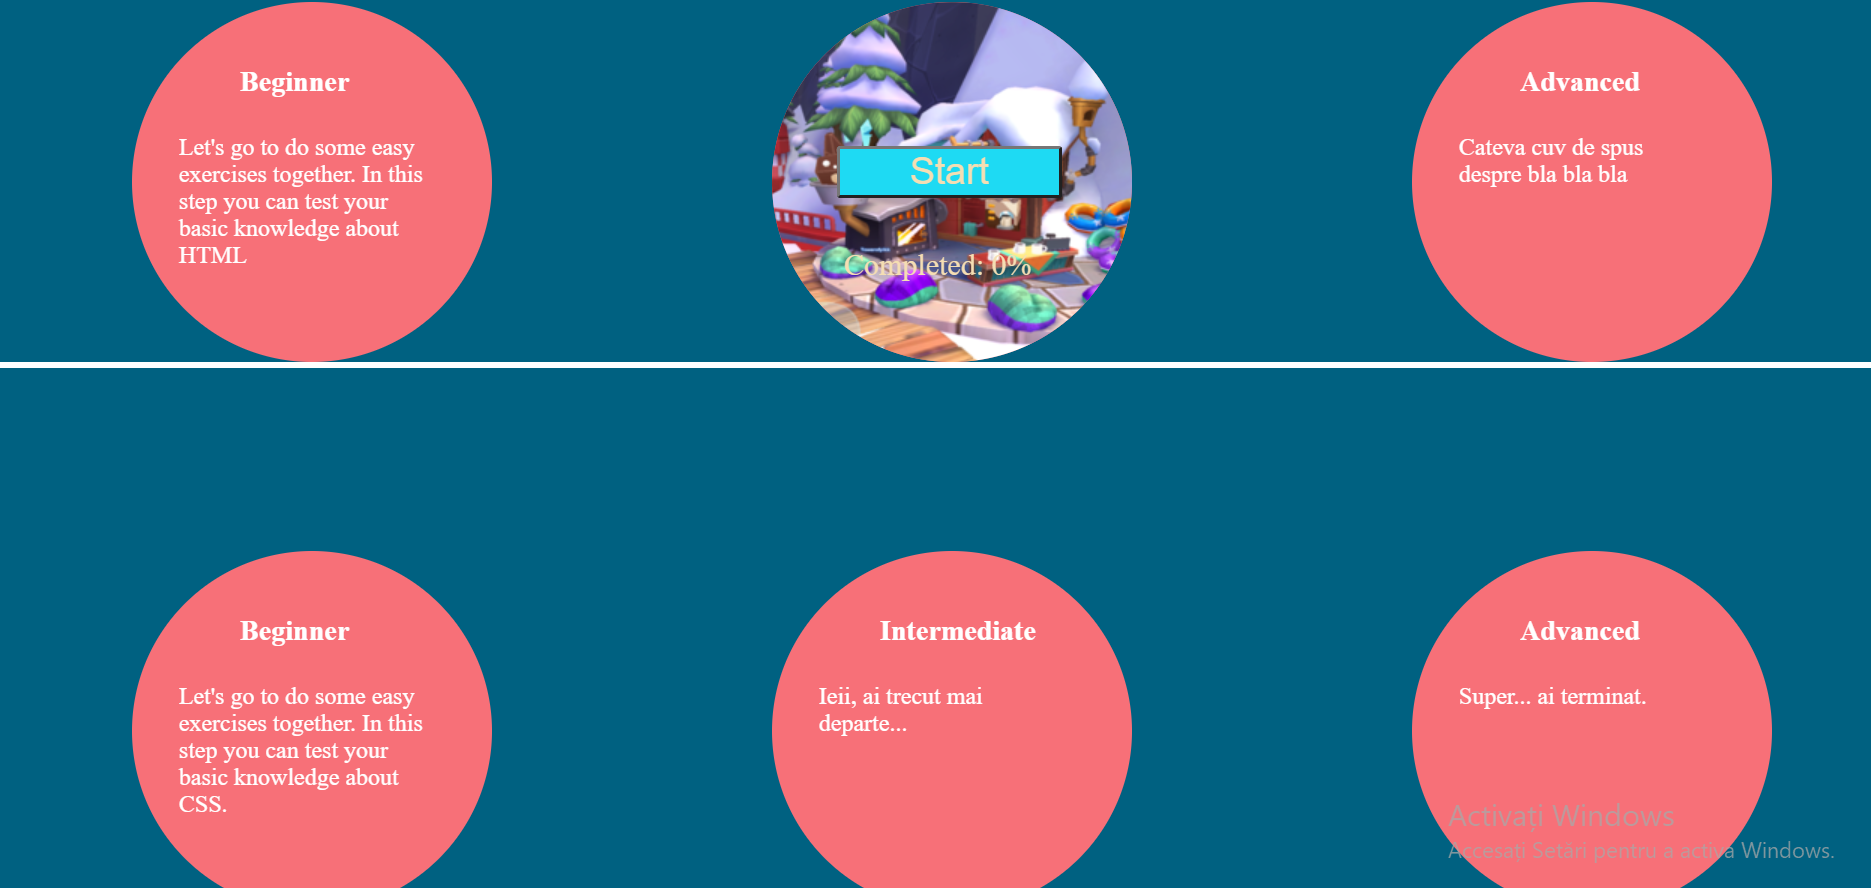 Beginner
Let's go to do some easy
exercises together. In this
step you can test your
basic knowledge about
HTML
Start
Completed: 0%
Advanced
Cateva cuv de spus
despre bla bla bla
Beginner
Let's go to do some easy
exercises together. In this
step you can test your
basic knowledge about
CSS.
Intermediate
Ieii, ai trecut mai
departe...
Advanced
Super... ai terminat.
Activați Windows
Accesați Setări pentru a activa Windows.